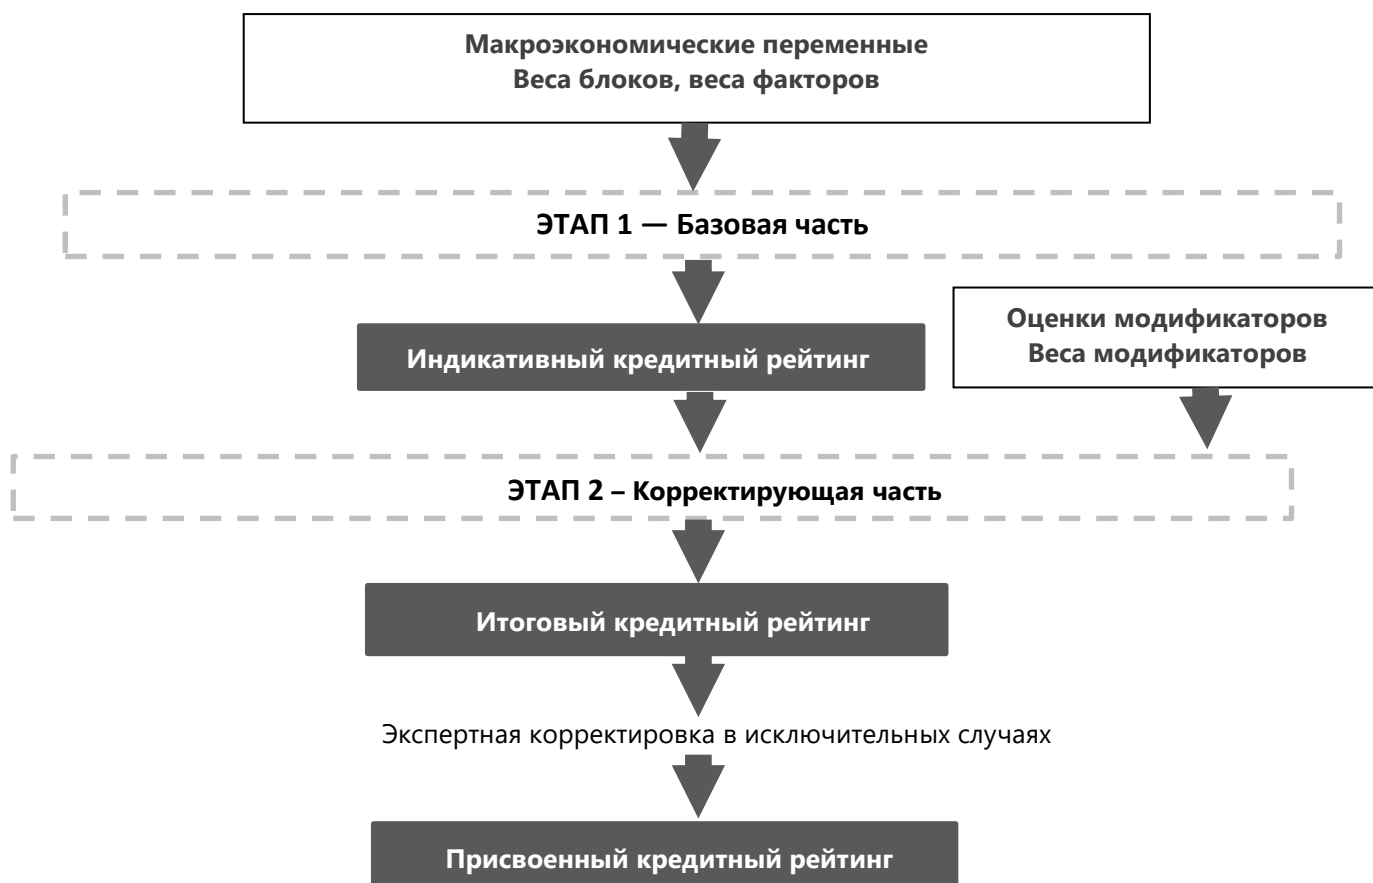 Макроэкономические переменные
Веса блоков, веса факторов
ЭТАП 1 — Базовая часть
Индикативный кредитный рейтинг
Оценки модификаторов
Веса модификаторов
ЭТАП 2 – Корректирующая часть
Итоговый кредитный рейтинг
Экспертная корректировка в исключительных случаях
Присвоенный кредитный рейтинг